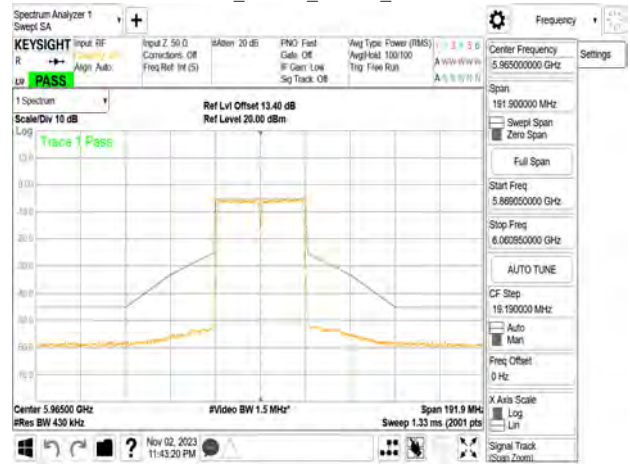 Spectrum Analyzer 1
Swept SA
Frequency
KEYSIGHT
Input: RF
Input Z: 50 Ω
#Atten: 20 dB
PNO: Fast
Avg Type: Power (RMS)
R
Align: Auto
Corrections: Off
Freq Ref: Int (S)
Gate: Off
IF Gain: Low
Sig Track: Off
Avg|Hold: 100/100
Trig: Free Run
PASS
Center Frequency
5.965000000 GHz
Settings
Span
191.900000 MHz
Swept Span
Zero Span
Full Span
Start Freq
5.869050000 GHz
Stop Freq
6.060950000 GHz
AUTO TUNE
CF Step
19.190000 MHz
Auto
Man
Freq Offset
0 Hz
X Axis Scale
Log
Lin
Signal Track
(Span Zoom)
1 Spectrum
Scale/Div 10 dB
Ref Lvl Offset 13.40 dB
Ref Level 20.00 dBm
Log
Trace 1 Pass
Center 5.96500 GHz
#Video BW 1.5 MHz*
Span 191.9 MHz
#Res BW 430 kHz
Sweep 1.33 ms (2001 pts)
?
Nov 02, 2023
11:43:20 PM